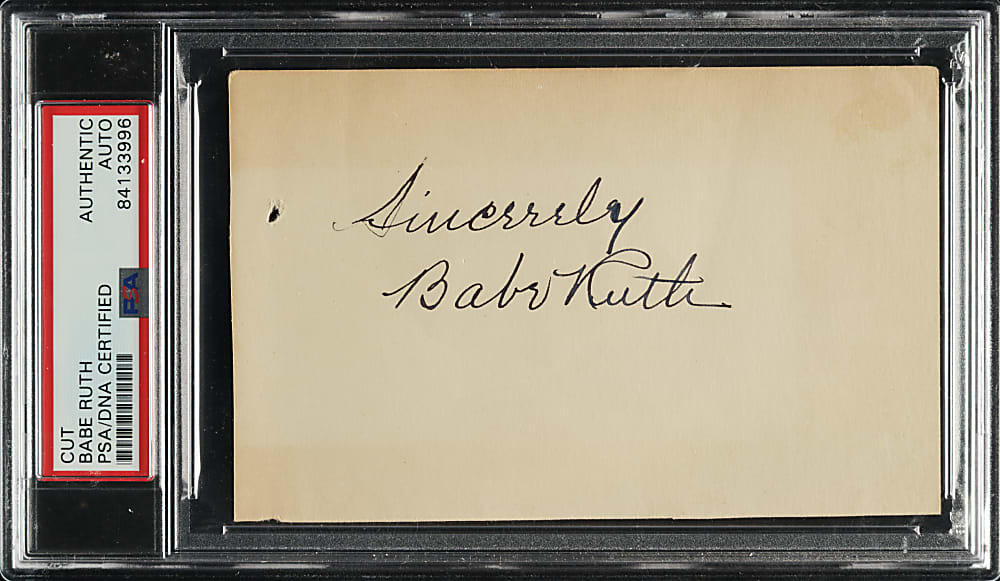 CUT
BABE RUTH
PSA/DNA CERTIFIED
AUTHENTIC
AUTO
84133996
PSA
Sincerely
Babe Ruth